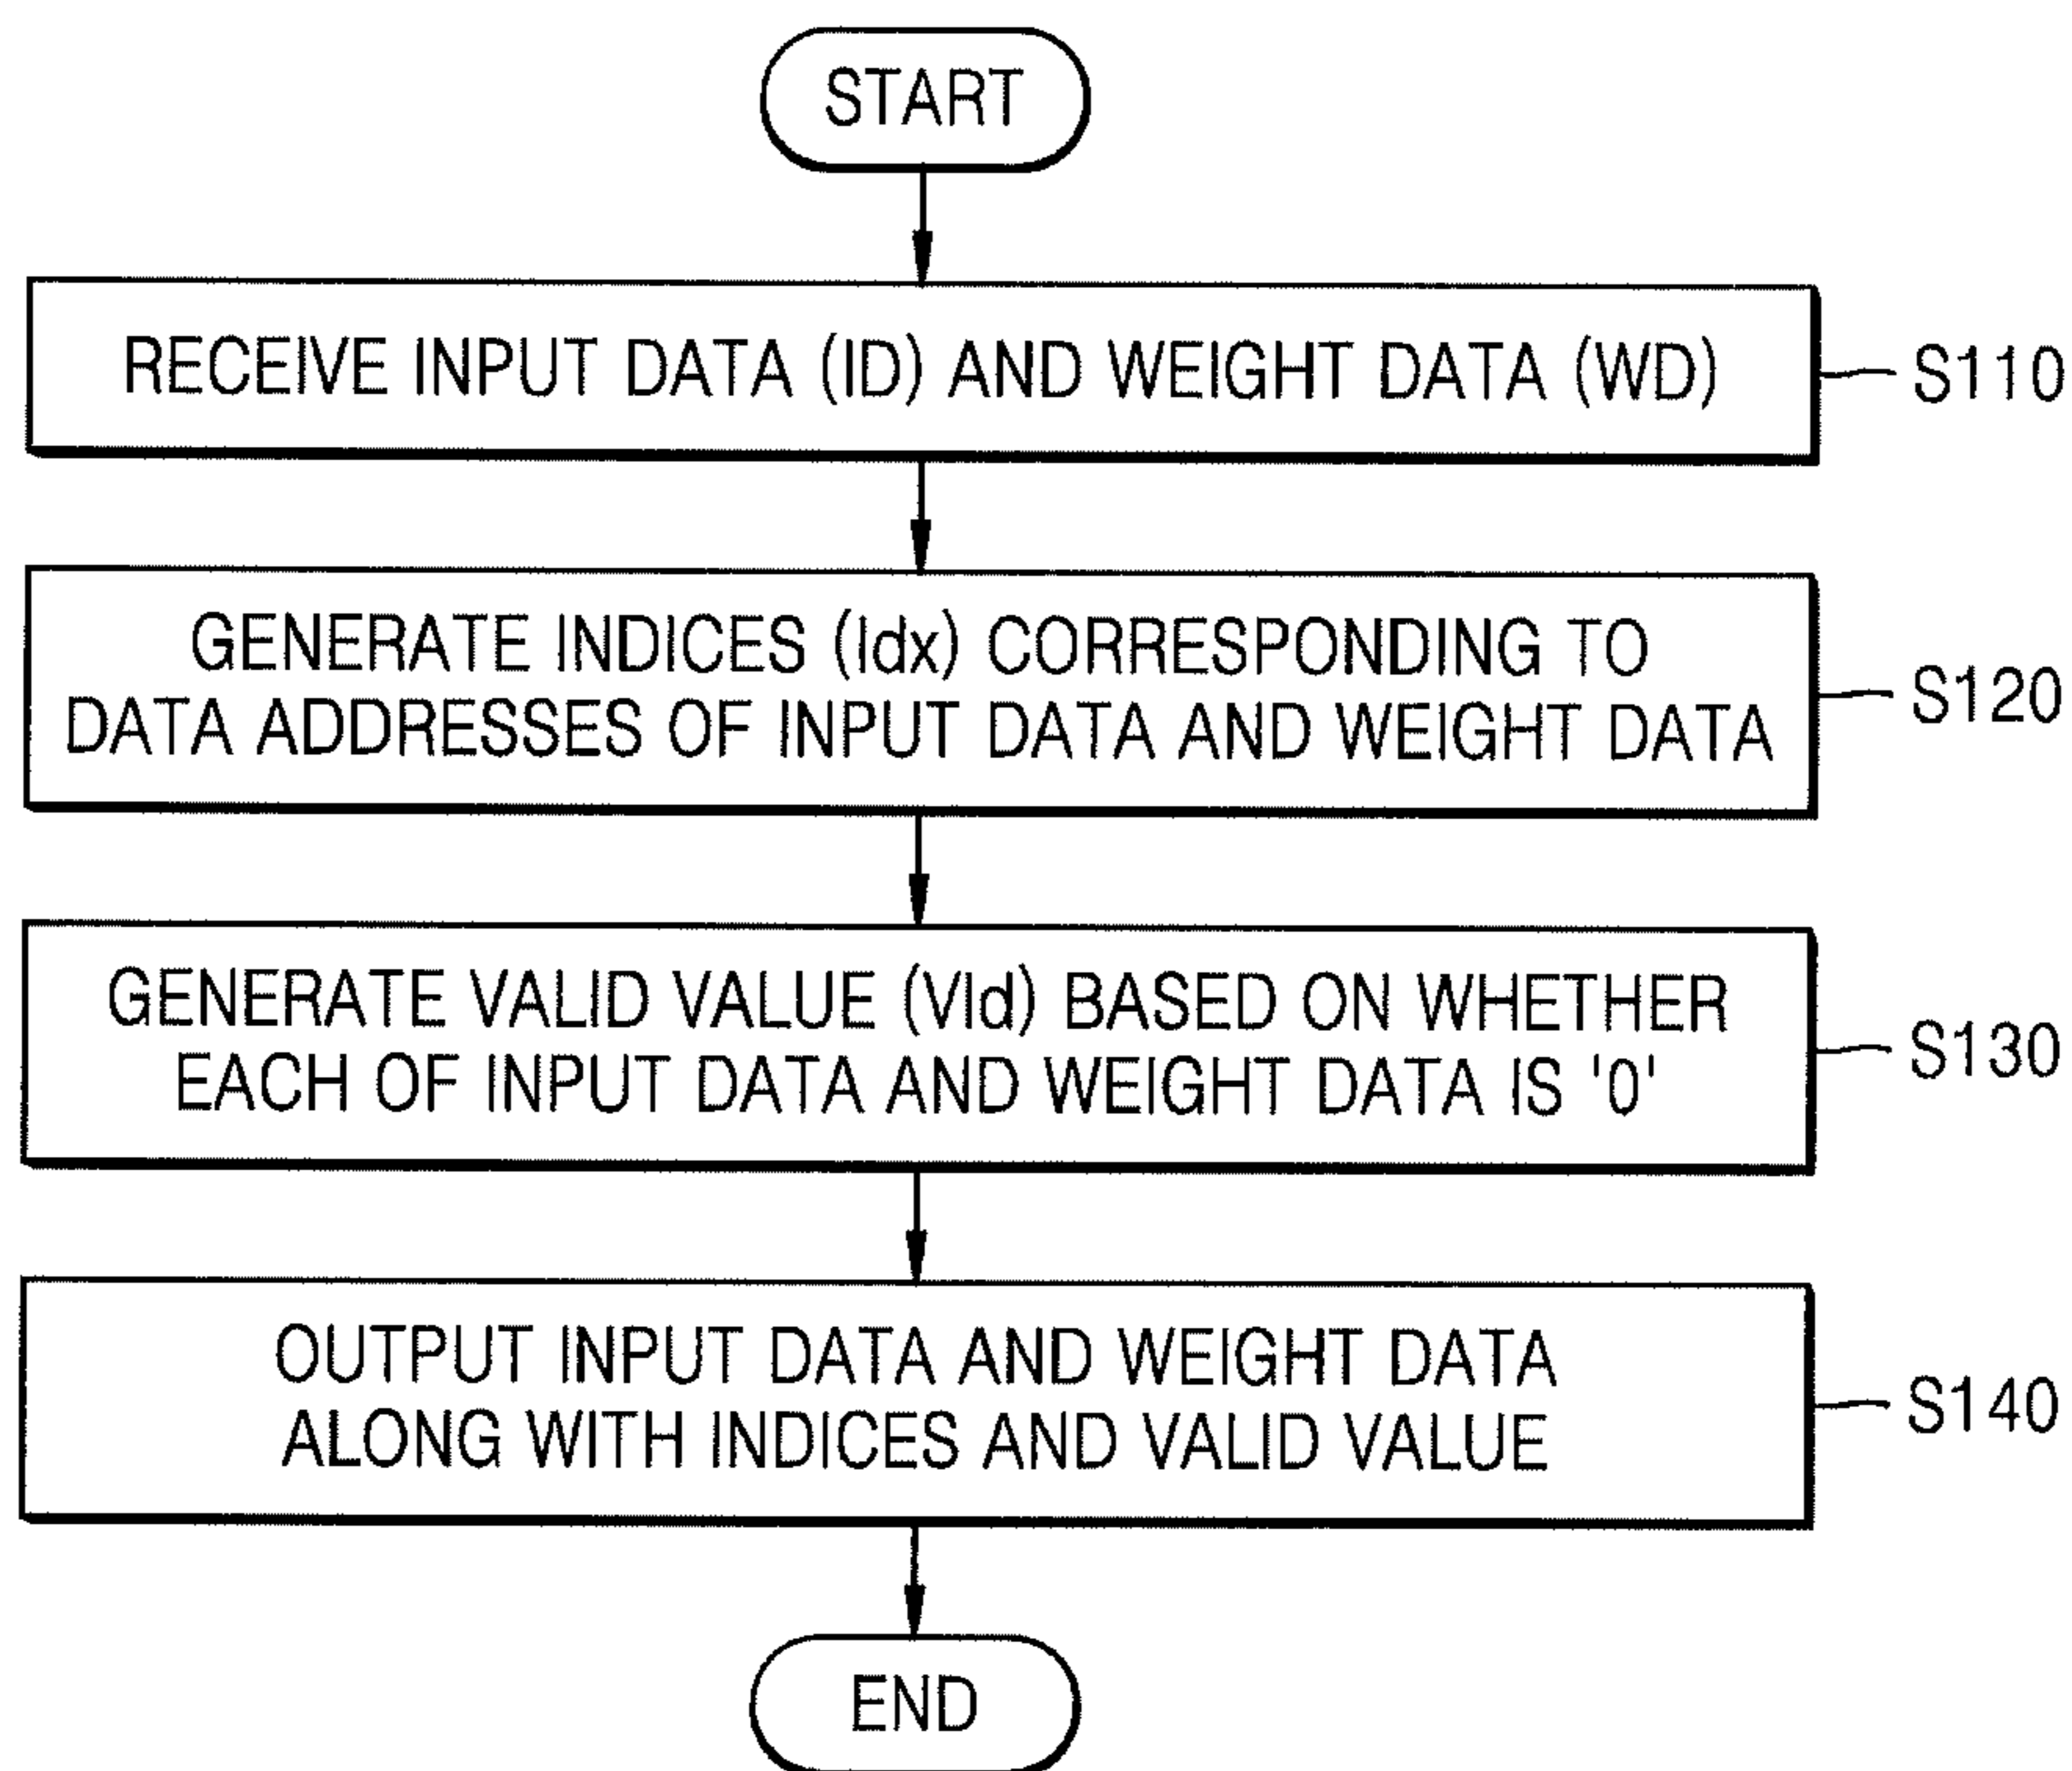 START
RECEIVE INPUT DATA (ID) AND WEIGHT DATA (WD)
S110
GENERATE INDICES (Idx) CORRESPONDING TO
DATA ADDRESSES OF INPUT DATA AND WEIGHT DATA
S120
GENERATE VALID VALUE (Vld) BASED ON WHETHER
EACH OF INPUT DATA AND WEIGHT DATA IS '0'
S130
OUTPUT INPUT DATA AND WEIGHT DATA
ALONG WITH INDICES AND VALID VALUE
S140
END